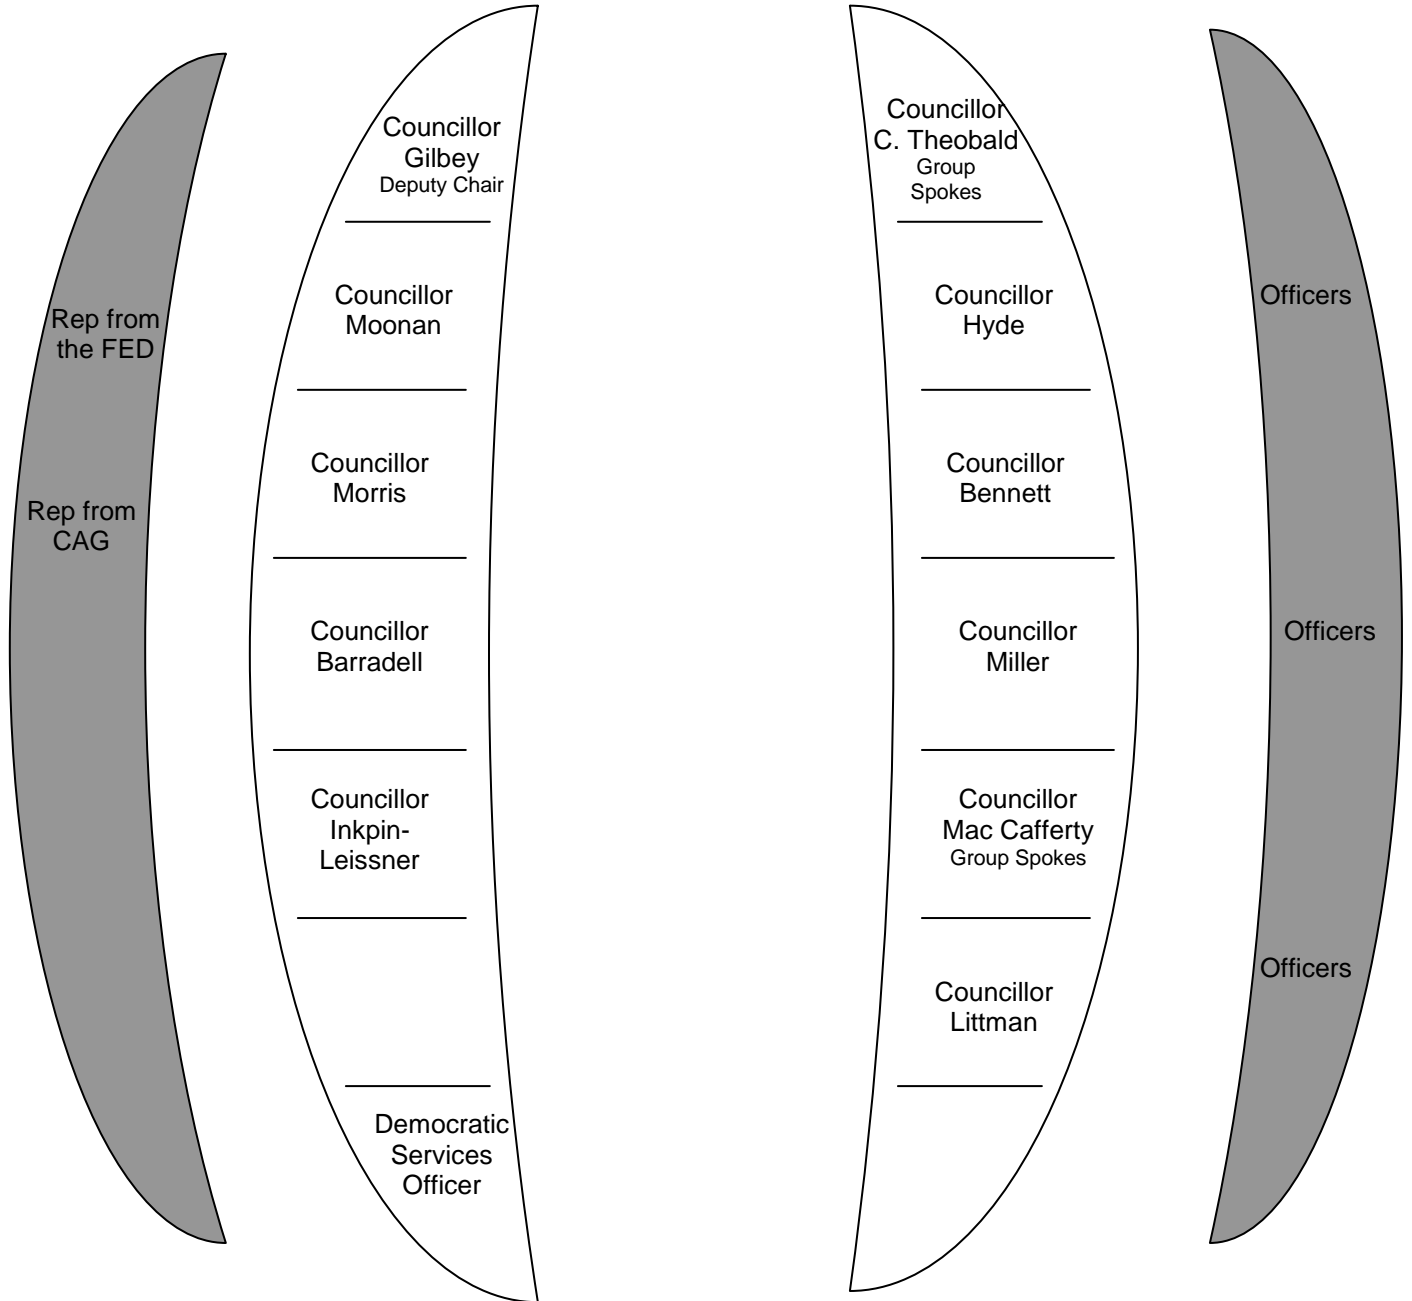 Rep from
the FED
Rep from
CAG
Councillor
Gilbey
Deputy Chair
Councillor
Moonan
Councillor
Morris
Councillor
Barradell
Councillor
Inkpin-
Leissner
Democratic
Services
Officer
Councillor
C. Theobald
Group
Spokes
Councillor
Hyde
Councillor
Bennett
Councillor
Miller
Councillor
Mac Cafferty
Group Spokes
Councillor
Littman
Officers
Officers
Officers